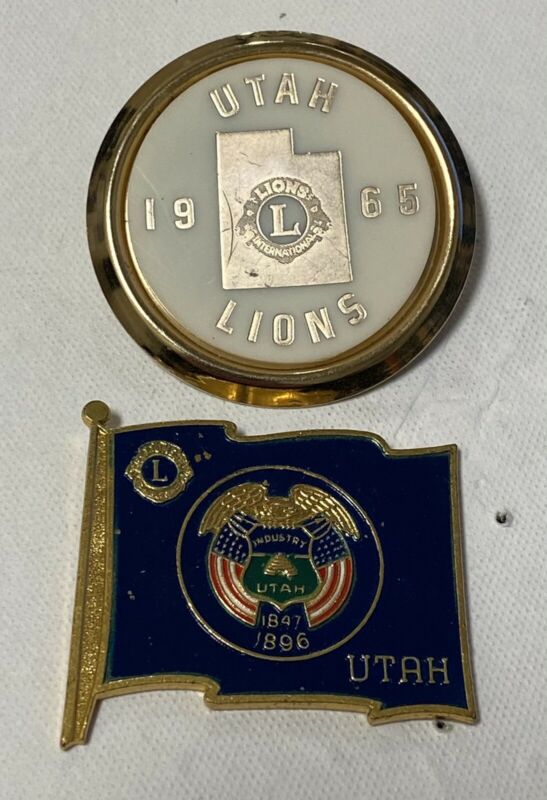 UTAH
19 65
LIONS
L
INTERNATIONAL
LIONS
L
INDUSTRY
UTAH
1847
1896
UTAH